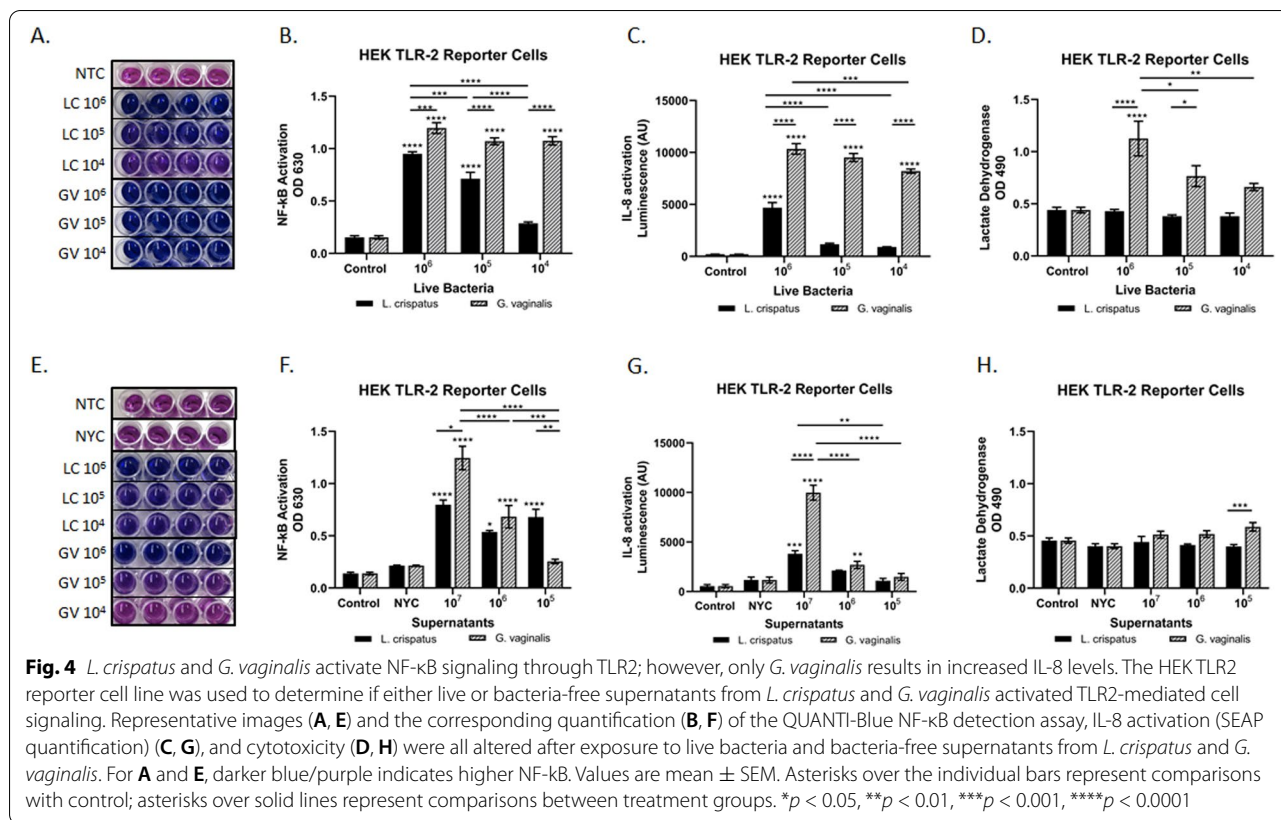 A.
NTC
LC 10⁶
LC 10⁵
LC 10⁴
GV 10⁶
GV 10⁵
GV 10⁴
B.
HEK TLR-2 Reporter Cells
****
*** ****
*** **** ****
**** **** **** **** ****
NF-kB Activation
OD 630
1.5
1.0
0.5
0.0
Control 10⁶ 10⁵ 10⁴
Live Bacteria
L. crispatus G. vaginalis
C.
HEK TLR-2 Reporter Cells
***
****
****
**** **** ****
**** **** **** ****
IL-8 activation
Luminescence (AU)
15000
10000
5000
0
Control 10⁶ 10⁵ 10⁴
Live Bacteria
L. crispatus G. vaginalis
D.
HEK TLR-2 Reporter Cells
**
*
**** *
****
Lactate Dehydrogenase
OD 490
1.5
1.0
0.5
0.0
Control 10⁶ 10⁵ 10⁴
Live Bacteria
L. crispatus G. vaginalis
E.
NTC
NYC
LC 10⁶
LC 10⁵
LC 10⁴
GV 10⁶
GV 10⁵
GV 10⁴
F.
HEK TLR-2 Reporter Cells
****
**** ***
* **
**** **** * **** ****
NF-kB Activation
OD 630
1.5
1.0
0.5
0.0
Control NYC 10⁷ 10⁶ 10⁵
Supernatants
L. crispatus G. vaginalis
G.
HEK TLR-2 Reporter Cells
**
****
**** ****
*** **** **
IL-8 activation
Luminescence (AU)
15000
10000
5000
0
Control NYC 10⁷ 10⁶ 10⁵
Supernatants
L. crispatus G. vaginalis
H.
HEK TLR-2 Reporter Cells
***
Lactate Dehydrogenase
OD 490
1.5
1.0
0.5
0.0
Control NYC 10⁷ 10⁶ 10⁵
Supernatants
L. crispatus G. vaginalis
Fig. 4 L. crispatus and G. vaginalis activate NF-κB signaling through TLR2; however, only G. vaginalis results in increased IL-8 levels. The HEK TLR2
reporter cell line was used to determine if either live or bacteria-free supernatants from L. crispatus and G. vaginalis activated TLR2-mediated cell
signaling. Representative images (A, E) and the corresponding quantification (B, F) of the QUANTI-Blue NF-κB detection assay, IL-8 activation (SEAP
quantification) (C, G), and cytotoxicity (D, H) were all altered after exposure to live bacteria and bacteria-free supernatants from L. crispatus and G.
vaginalis. For A and E, darker blue/purple indicates higher NF-kB. Values are mean ± SEM. Asterisks over the individual bars represent comparisons
with control; asterisks over solid lines represent comparisons between treatment groups. *p < 0.05, **p < 0.01, ***p < 0.001, ****p < 0.0001